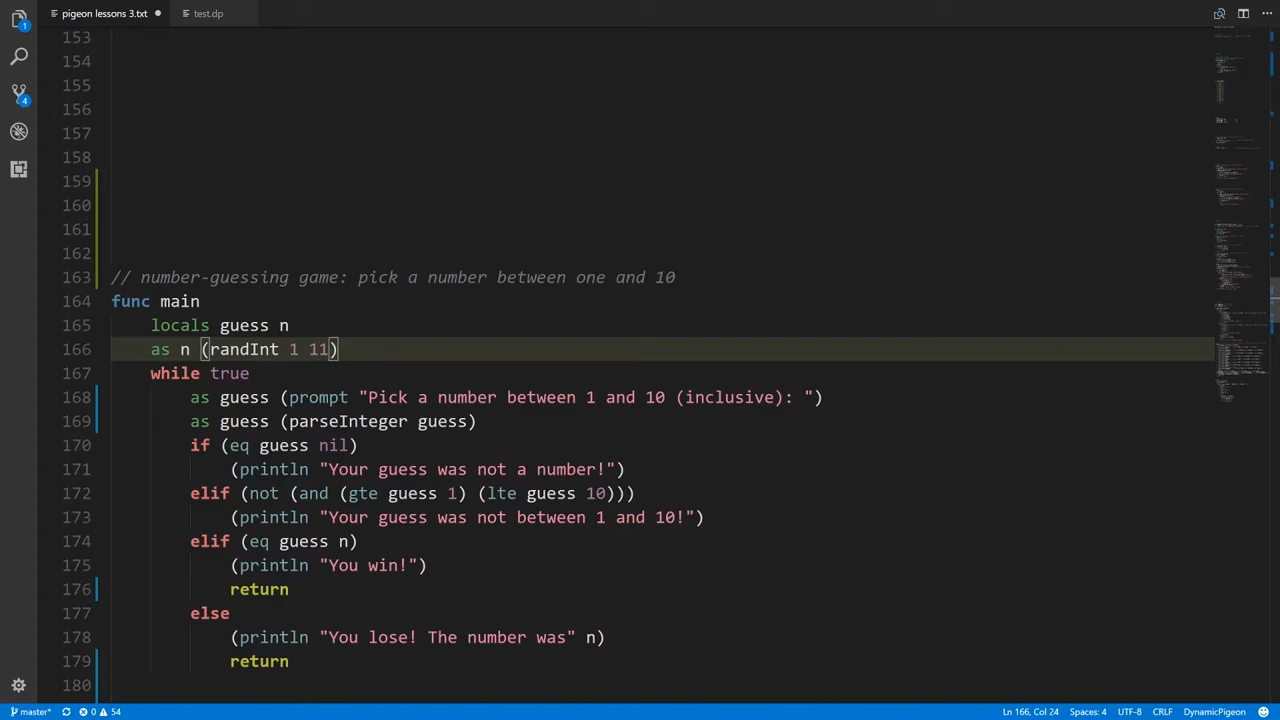 pigeon lessons 3.txt
test.dp
1
4
153
154
155
156
157
158
159
160
161
162
163 // number-guessing game: pick a number between one and 10
164 func main
165 locals guess n
166 as n (randInt 1 11)
167 while true
168 as guess (prompt "Pick a number between 1 and 10 (inclusive): ")
169 as guess (parseInteger guess)
170 if (eq guess nil)
171 (println "Your guess was not a number!")
172 elif (not (and (gte guess 1) (lte guess 10)))
173 (println "Your guess was not between 1 and 10!")
174 elif (eq guess n)
175 (println "You win!")
176 return
177 else
178 (println "You lose! The number was" n)
179 return
180
master* 0 54 Ln 166, Col 24 Spaces: 4 UTF-8 CRLF DynamicPigeon